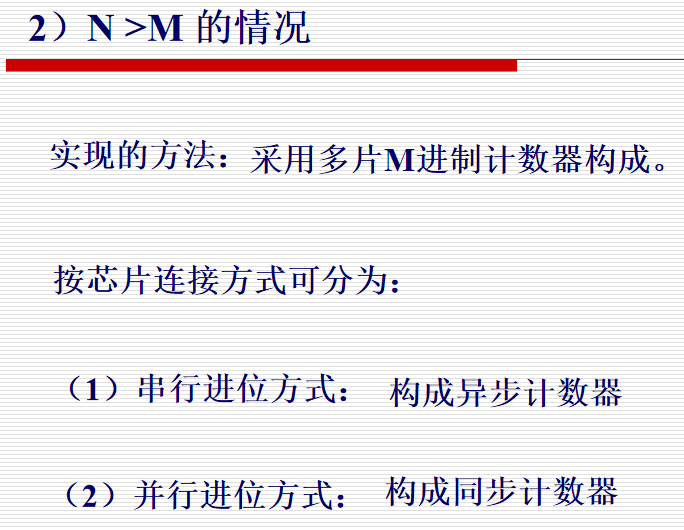 2）N >M 的情况
实现的方法：采用多片M进制计数器构成。
按芯片连接方式可分为：
（1）串行进位方式： 构成异步计数器
（2）并行进位方式： 构成同步计数器